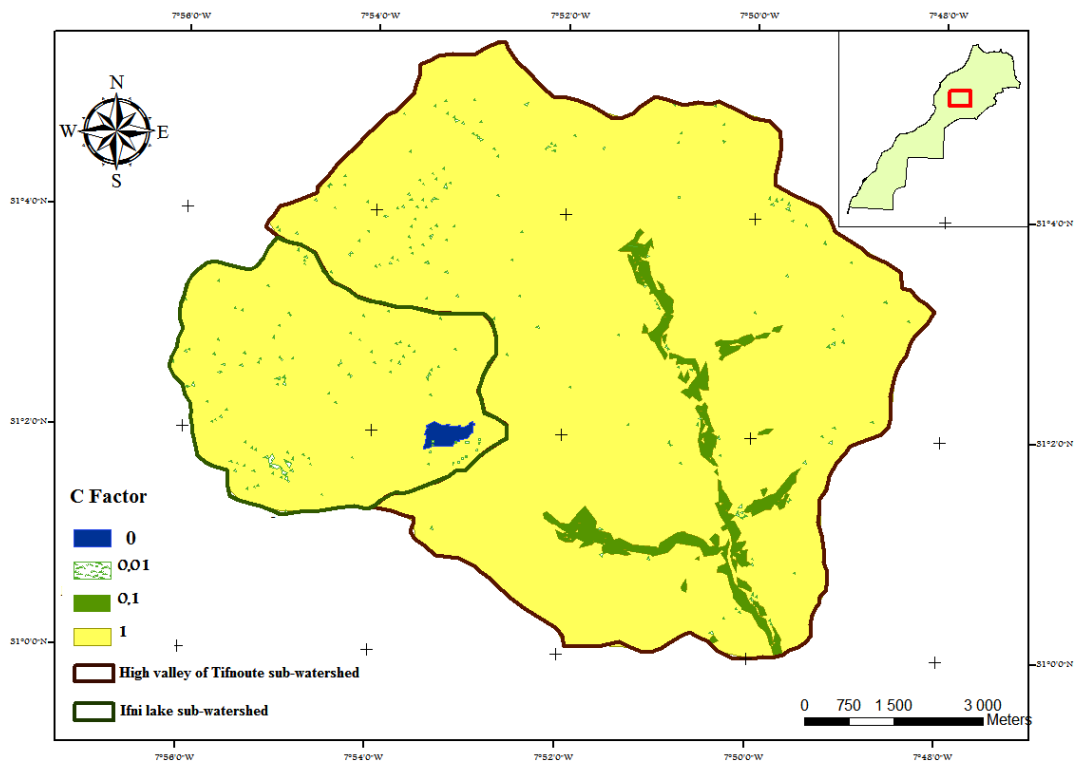 7°56'0"W 7°54'0"W 7°52'0"W 7°50'0"W 7°48'0"W
N
W E
S
31°4'0"N 31°4'0"N
31°2'0"N 31°2'0"N
31°0'0"N 31°0'0"N
C Factor
0
0,01
0,1
1
High valley of Tifnoute sub-watershed
Ifni lake sub-watershed
0 750 1 500 3 000
Meters
7°56'0"W 7°54'0"W 7°52'0"W 7°50'0"W 7°48'0"W